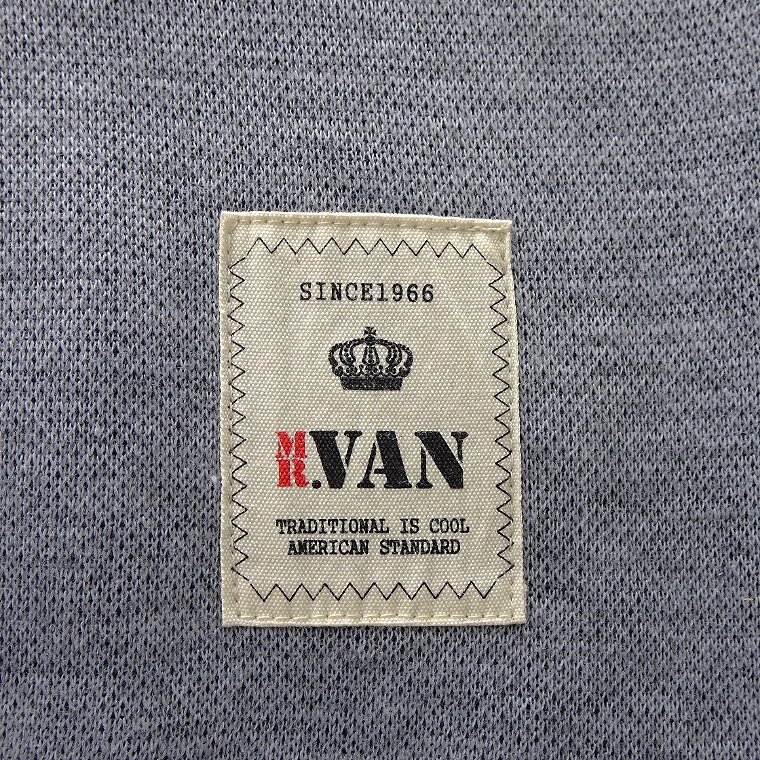 SINCE1966
MR.VAN
TRADITIONAL IS COOL
AMERICAN STANDARD